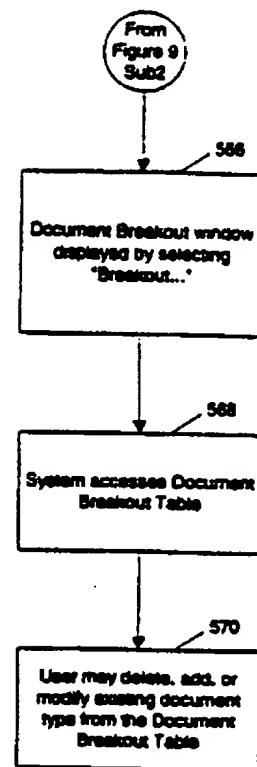 From
Figure 9
Sub2
566
Document Breakout window
displayed by selecting
"Breakout..."
568
System accesses Document
Breakout Table
570
User may delete, add, or
modify existing document
type from the Document
Breakout Table